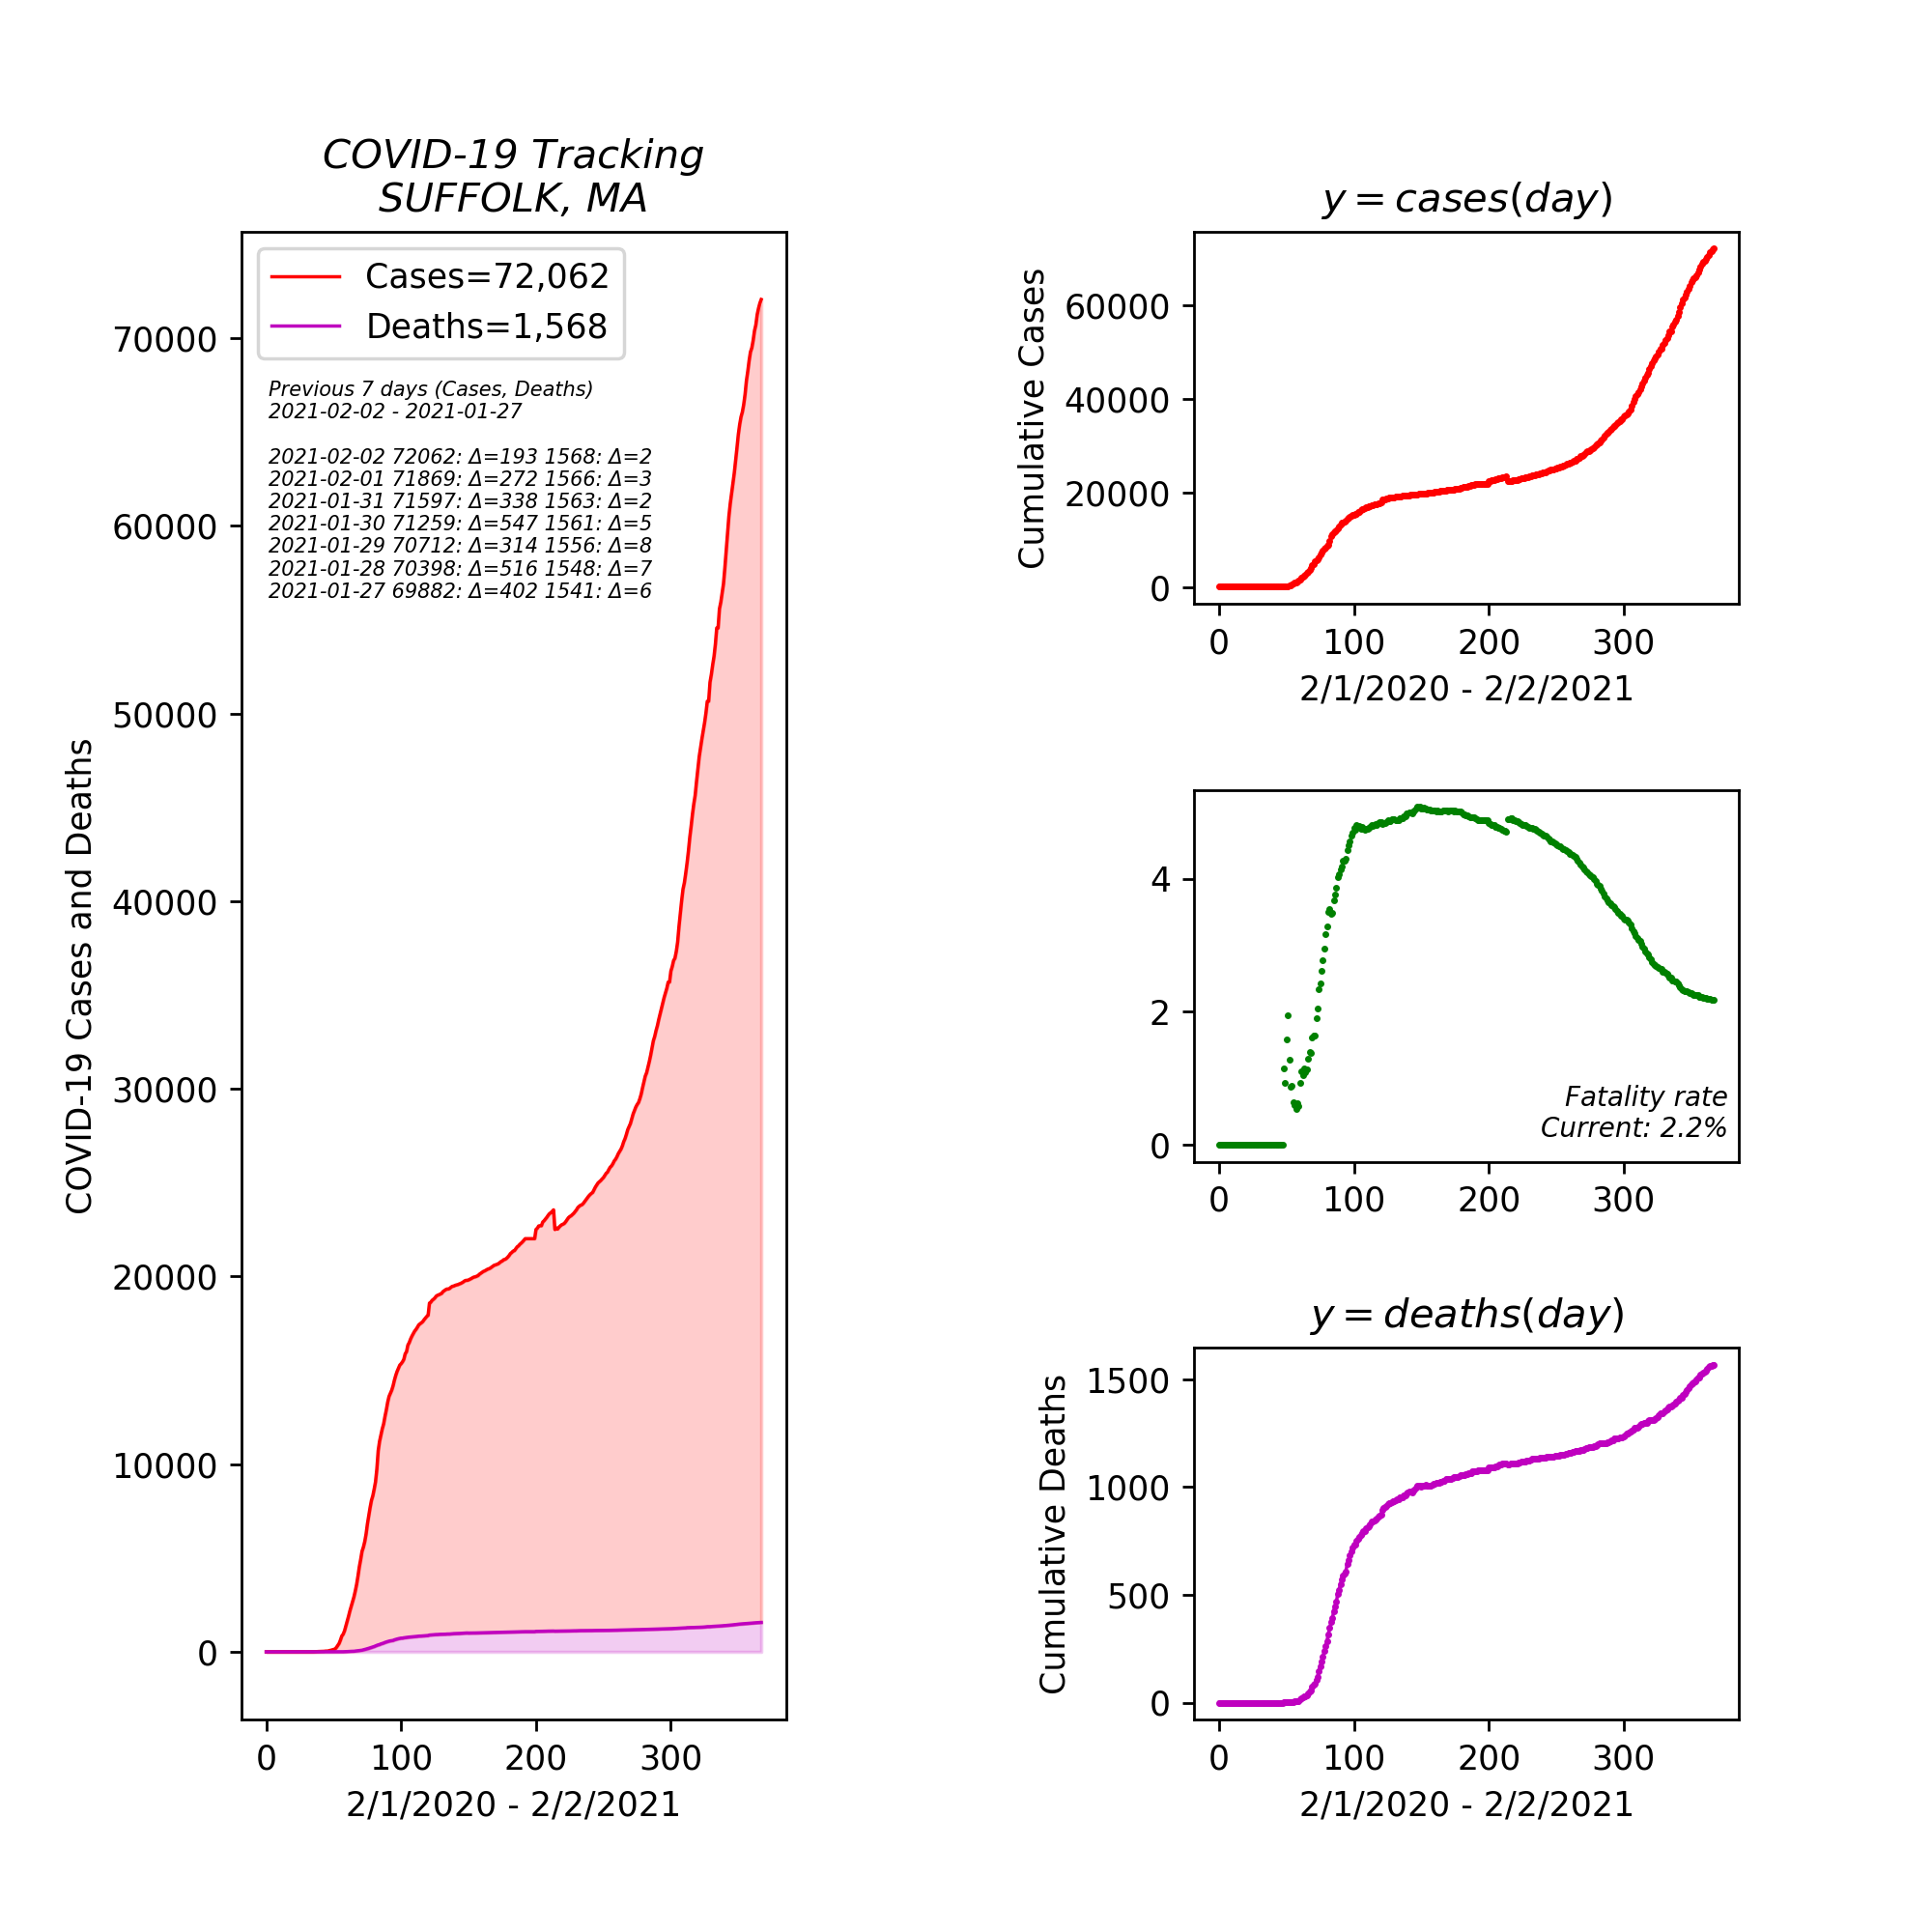 COVID-19 Tracking
SUFFOLK, MA
Cases=72,062
Deaths=1,568
Previous 7 days (Cases, Deaths)
2021-02-02 - 2021-01-27
2021-02-02 72062: Δ=193 1568: Δ=2
2021-02-01 71869: Δ=272 1566: Δ=3
2021-01-31 71597: Δ=338 1563: Δ=2
2021-01-30 71259: Δ=547 1561: Δ=5
2021-01-29 70712: Δ=314 1556: Δ=8
2021-01-28 70398: Δ=516 1548: Δ=7
2021-01-27 69882: Δ=402 1541: Δ=6
COVID-19 Cases and Deaths
70000
60000
50000
40000
30000
20000
10000
0
0 100 200 300
2/1/2020 - 2/2/2021
y = cases(day)
Cumulative Cases
60000
40000
20000
0
0 100 200 300
2/1/2020 - 2/2/2021
4
2
0
Fatality rate
Current: 2.2%
0 100 200 300
y = deaths(day)
Cumulative Deaths
1500
1000
500
0
0 100 200 300
2/1/2020 - 2/2/2021